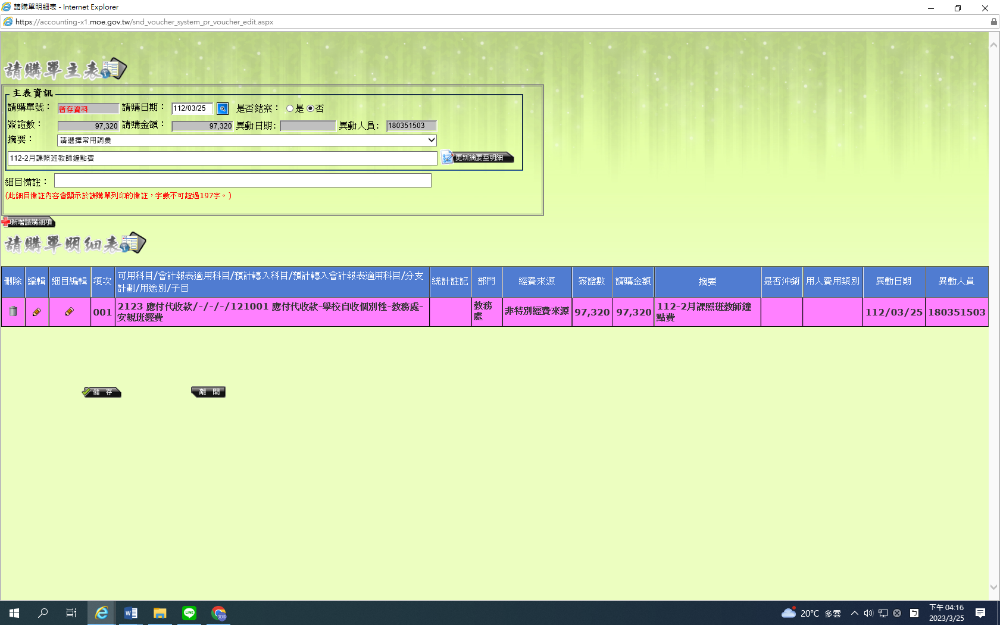 請購單明細表 - Internet Explorer
https://accounting-x1.moe.gov.tw/snd_voucher_system_pr_voucher_edit.aspx
請購單主表
主表資訊
請購單號： 暫存資料 請購日期： 112/03/25 是否結案： 是 否
簽證數： 97,320 請購金額： 97,320 異動日期： 異動人員： 180351503
摘要： 請選擇常用詞彙
112-2月課照班教師鐘點費 更新摘要至明細
細目備註：
(此細目備註內容會顯示於請購單列印的備註，字數不可超過197字。)
新增請購細項
請購單明細表
刪除 編輯 細目編輯 項次 可用科目/會計報表適用科目/預計轉入科目/預計轉入會計報表適用科目/分支 統計註記 部門 經費來源 簽證數 請購金額 摘要 是否沖銷 用人費用類別 異動日期 異動人員
計劃/用途別/子目
001 2123 應付代收款/-/-/-/121001 應付代收款-學校自收個別性-教務處- 教務 非特別經費來源 97,320 97,320 112-2月課照班教師鐘 112/03/25 180351503
安親班經費 處 點費
儲 存 離 開
20°C 多雲 下午 04:16
2023/3/25